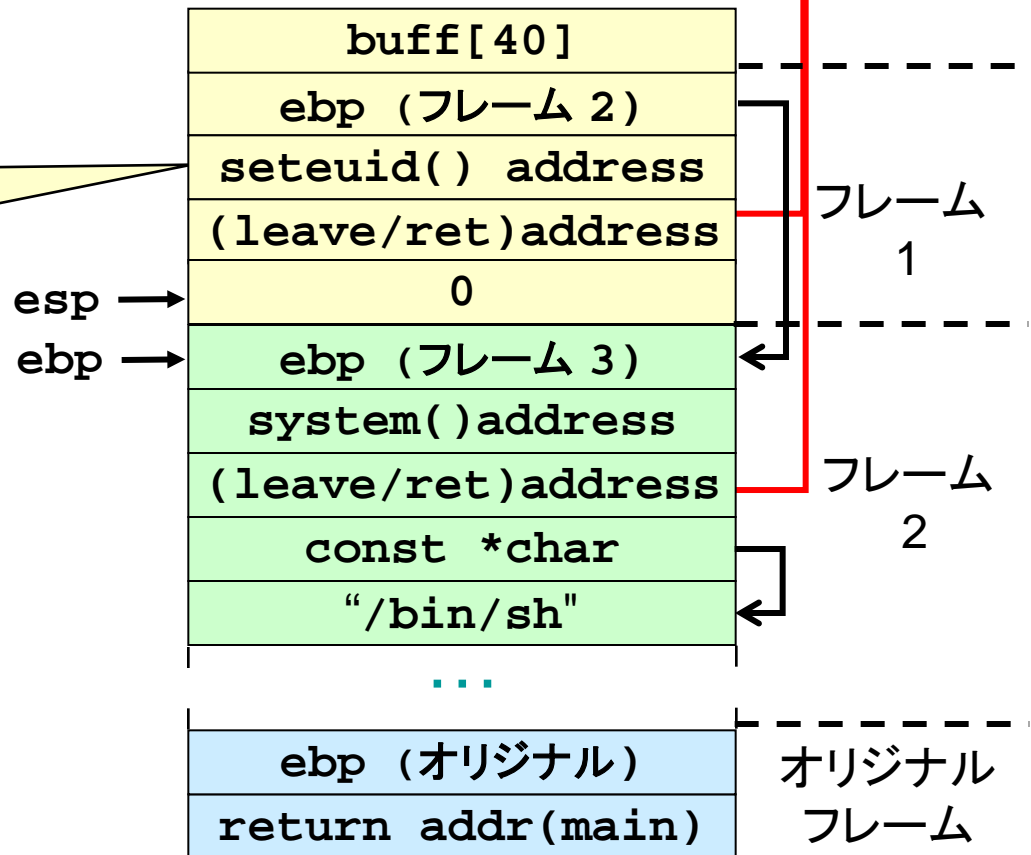 buff[40]
ebp (フレーム 2)
seteuid() address
(leave/ret)address
フレーム
1
esp
0
ebp
ebp (フレーム 3)
system()address
(leave/ret)address
フレーム
2
const *char
“/bin/sh"
...
ebp (オリジナル)
return addr(main)
オリジナル
フレーム